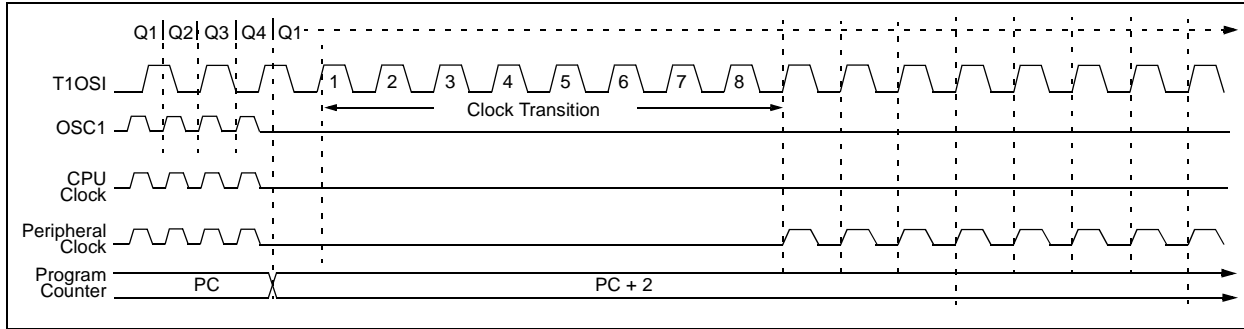 Q1 Q2 Q3 Q4 Q1
T1OSI
1 2 3 4 5 6 7 8
Clock Transition
OSC1
CPU
Clock
Peripheral
Clock
Program
Counter
PC
PC + 2